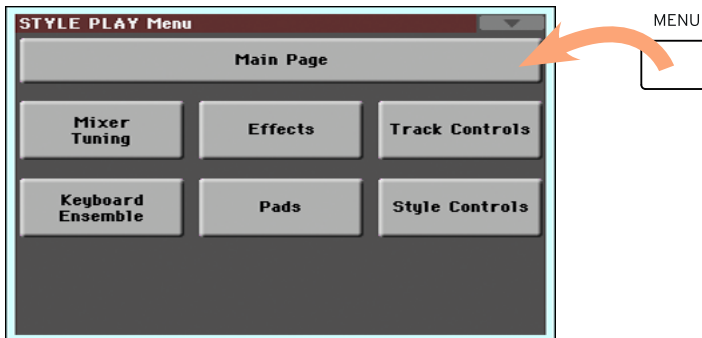 STYLE PLAY Menu
MENU
Main Page
Mixer
Tuning
Effects
Track Controls
Keyboard
Ensemble
Pads
Style Controls